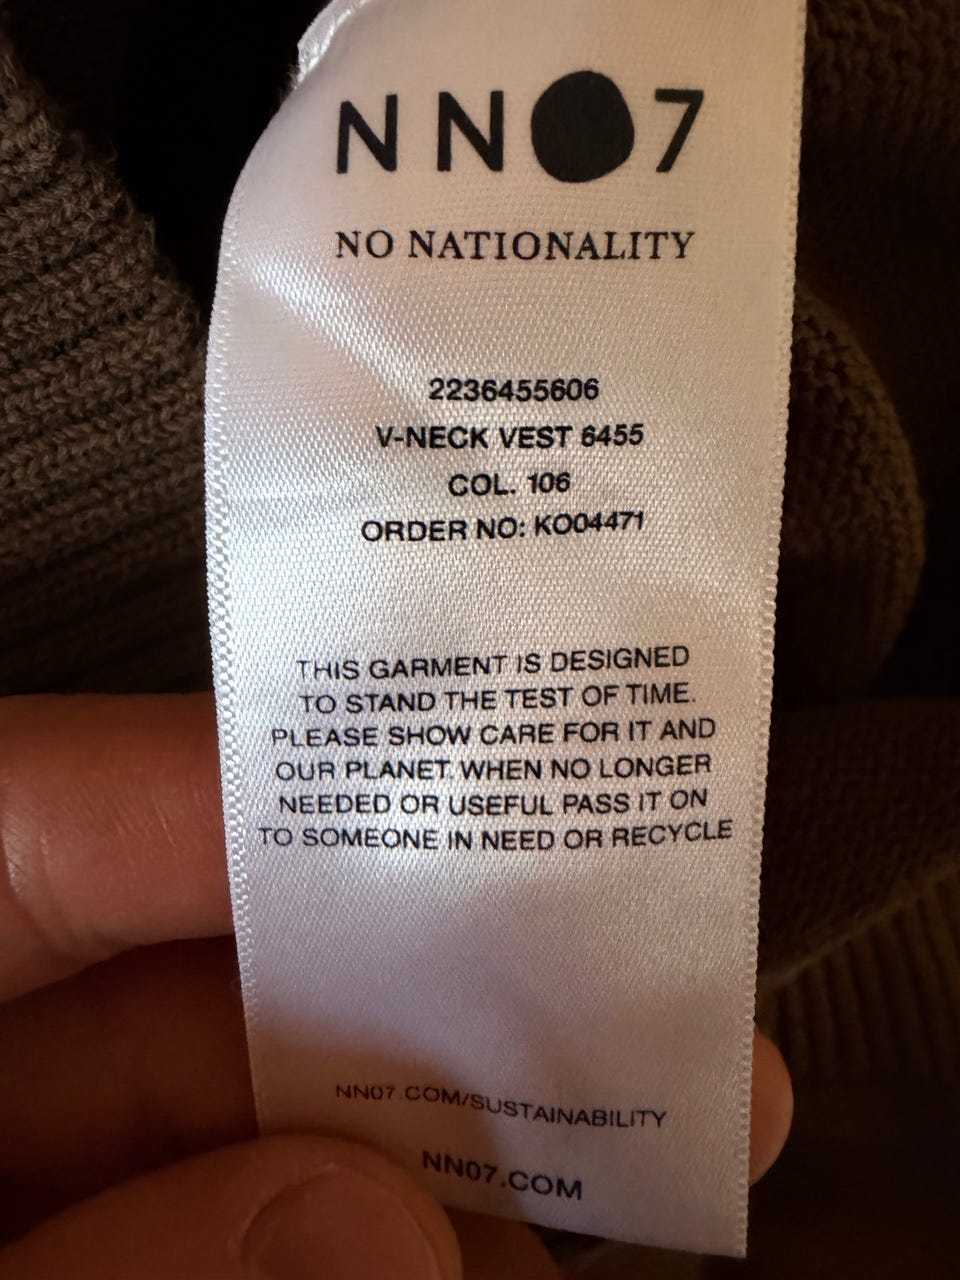 NN07
NO NATIONALITY
2236455606
V-NECK VEST 6455
COL. 106
ORDER NO: KO04471
THIS GARMENT IS DESIGNED
TO STAND THE TEST OF TIME.
PLEASE SHOW CARE FOR IT AND
OUR PLANET. WHEN NO LONGER
NEEDED OR USEFUL PASS IT ON
TO SOMEONE IN NEED OR RECYCLE
NN07.COM/SUSTAINABILITY
NN07.COM